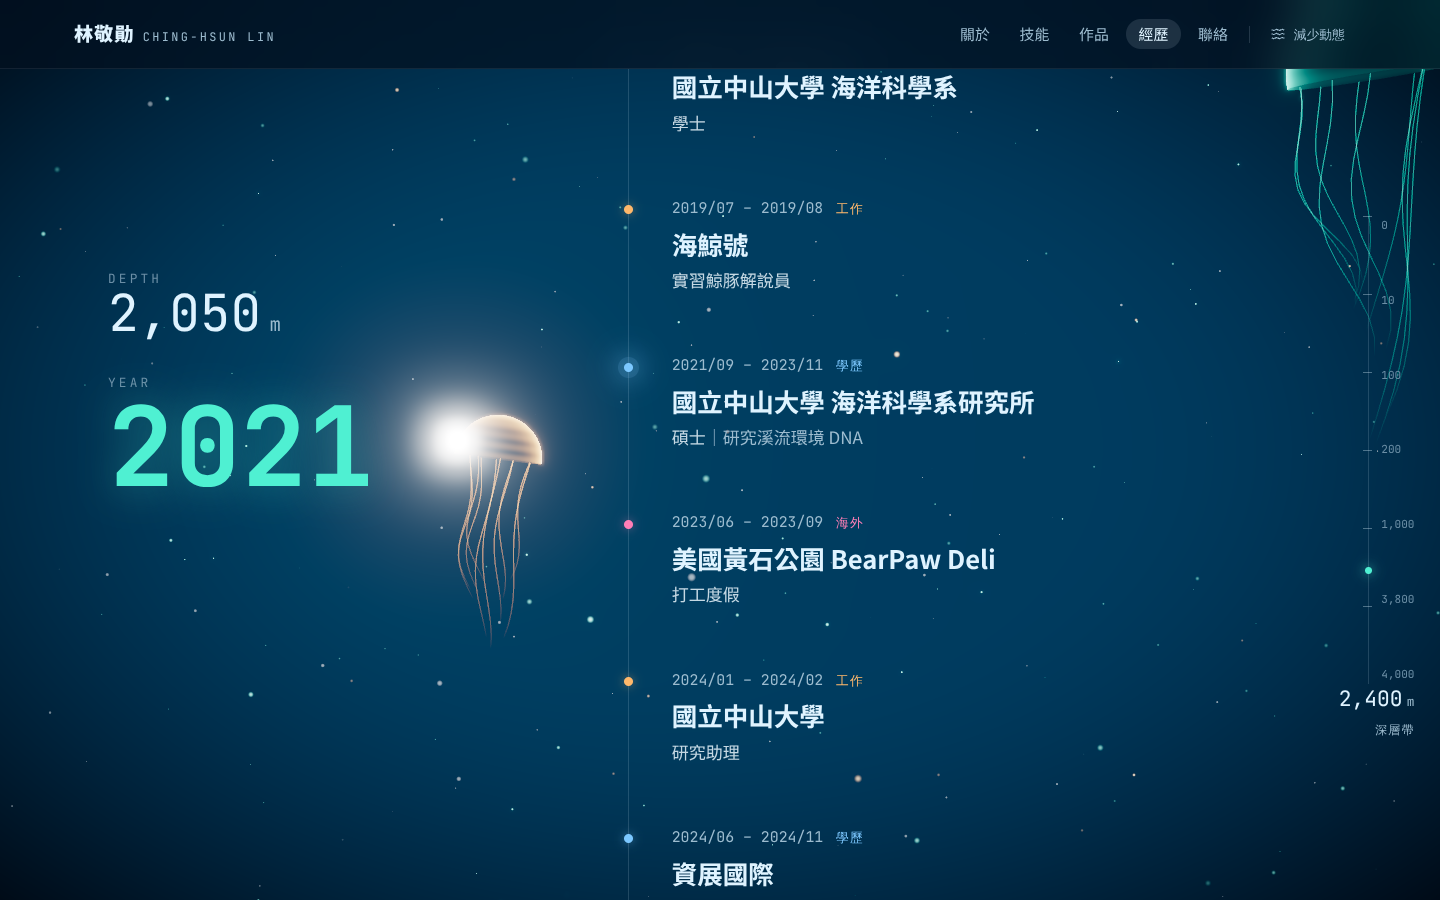 林敬勛 CHING-HSUN LIN
關於 技能 作品 經歷 聯絡 減少動態
國立中山大學 海洋科學系
學士
2019/07 – 2019/08 工作
海鯨號
實習鯨豚解說員
DEPTH
2,050 m
YEAR
2021
2021/09 – 2023/11 學歷
國立中山大學 海洋科學系研究所
碩士｜研究溪流環境 DNA
2023/06 – 2023/09 海外
美國黃石公園 BearPaw Deli
打工度假
2024/01 – 2024/02 工作
國立中山大學
研究助理
2024/06 – 2024/11 學歷
資展國際
0
10
100
200
1,000
3,800
4,000
2,400 m
深層帶